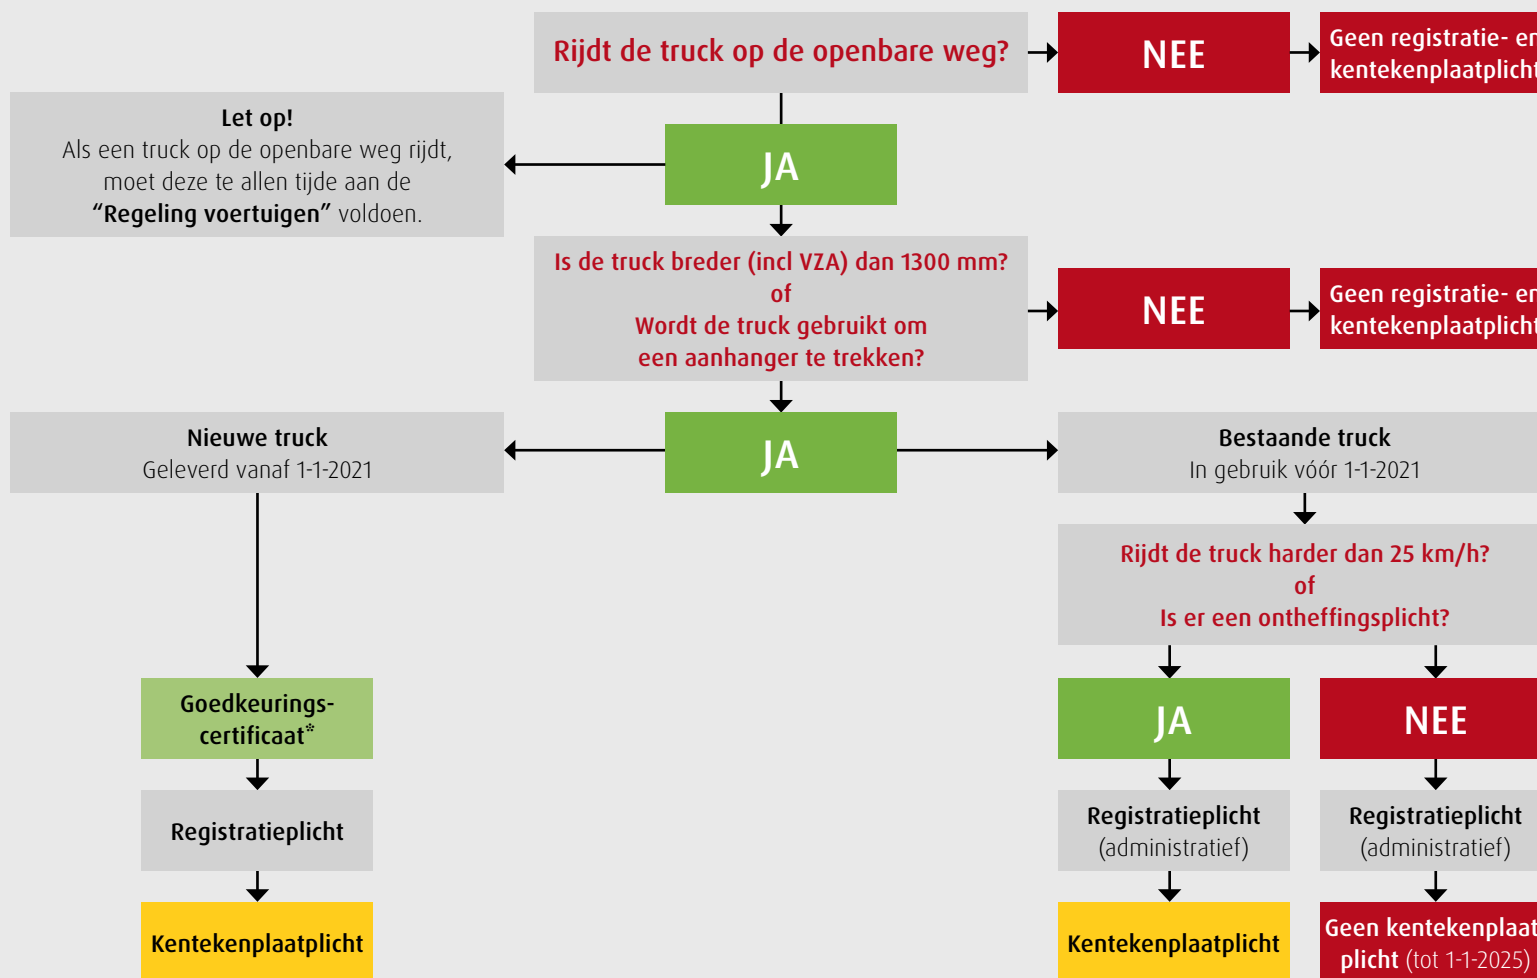 Rijdt de truck op de openbare weg?
NEE
Geen registratie- en
kentekenplaatplicht
Let op!
Als een truck op de openbare weg rijdt,
moet deze te allen tijde aan de
“Regeling voertuigen” voldoen.
JA
Is de truck breder (incl VZA) dan 1300 mm?
of
Wordt de truck gebruikt om
een aanhanger te trekken?
NEE
Geen registratie- en
kentekenplaatplicht
Nieuwe truck
Geleverd vanaf 1-1-2021
JA
Bestaande truck
In gebruik vóór 1-1-2021
Rijdt de truck harder dan 25 km/h?
of
Is er een ontheffingsplicht?
Goedkeurings-
certificaat*
JA
NEE
Registratieplicht
Registratieplicht
(administratief)
Registratieplicht
(administratief)
Kentekenplaatplicht
Kentekenplaatplicht
Geen kentekenplaat
plicht (tot 1-1-2025)